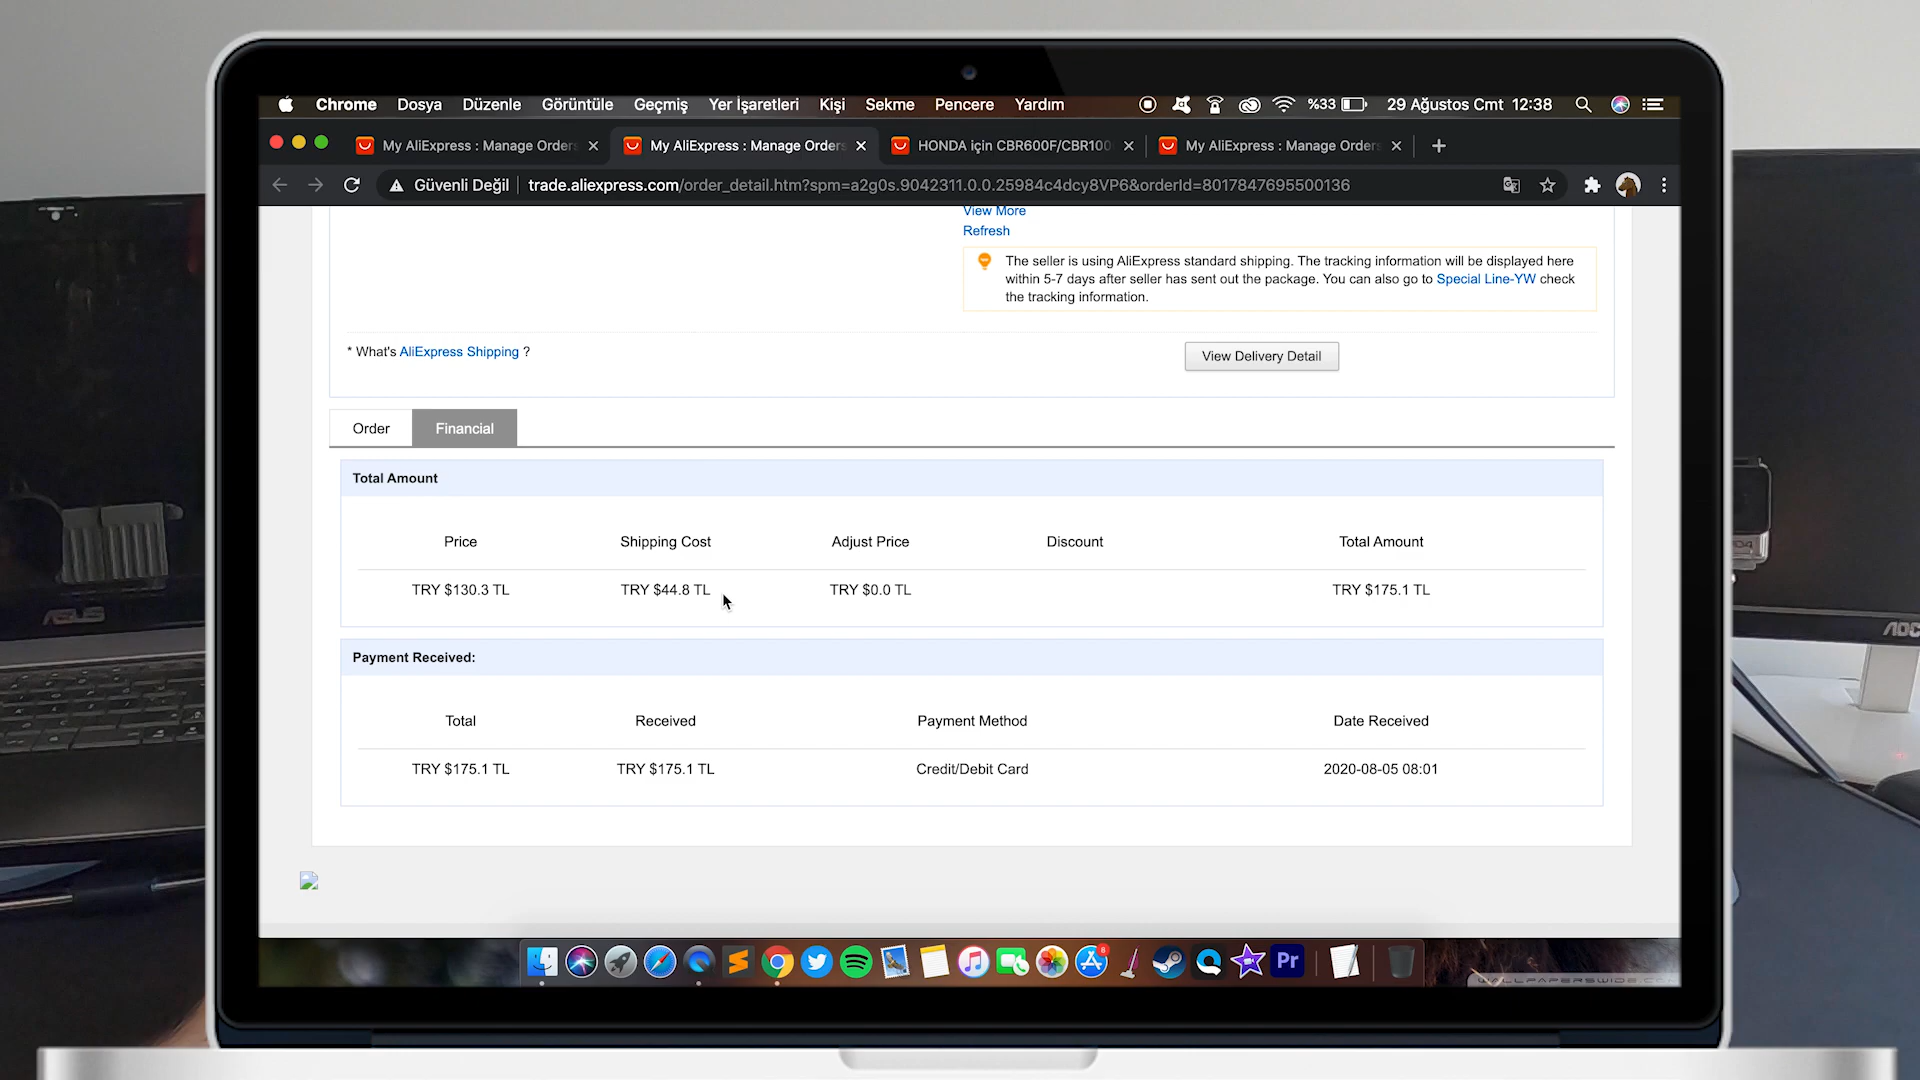 Chrome Dosya Düzenle Görüntüle Geçmiş Yer İşaretleri Kişi Sekme Pencere Yardım %33 29 Ağustos Cmt 12:38
My AliExpress : Manage Orders My AliExpress : Manage Orders HONDA için CBR600F/CBR100 My AliExpress : Manage Orders
Güvenli Değil trade.aliexpress.com/order_detail.htm?spm=a2g0s.9042311.0.0.25984c4dcy8VP6&orderId=8017847695500136
View More
Refresh
The seller is using AliExpress standard shipping. The tracking information will be displayed here
within 5-7 days after seller has sent out the package. You can also go to Special Line-YW check
the tracking information.
* What's AliExpress Shipping ?
View Delivery Detail
Order Financial
Total Amount
Price Shipping Cost Adjust Price Discount Total Amount
TRY $130.3 TL TRY $44.8 TL TRY $0.0 TL TRY $175.1 TL
Payment Received:
Total Received Payment Method Date Received
TRY $175.1 TL TRY $175.1 TL Credit/Debit Card 2020-08-05 08:01
8
Pr
ASUS
AOC